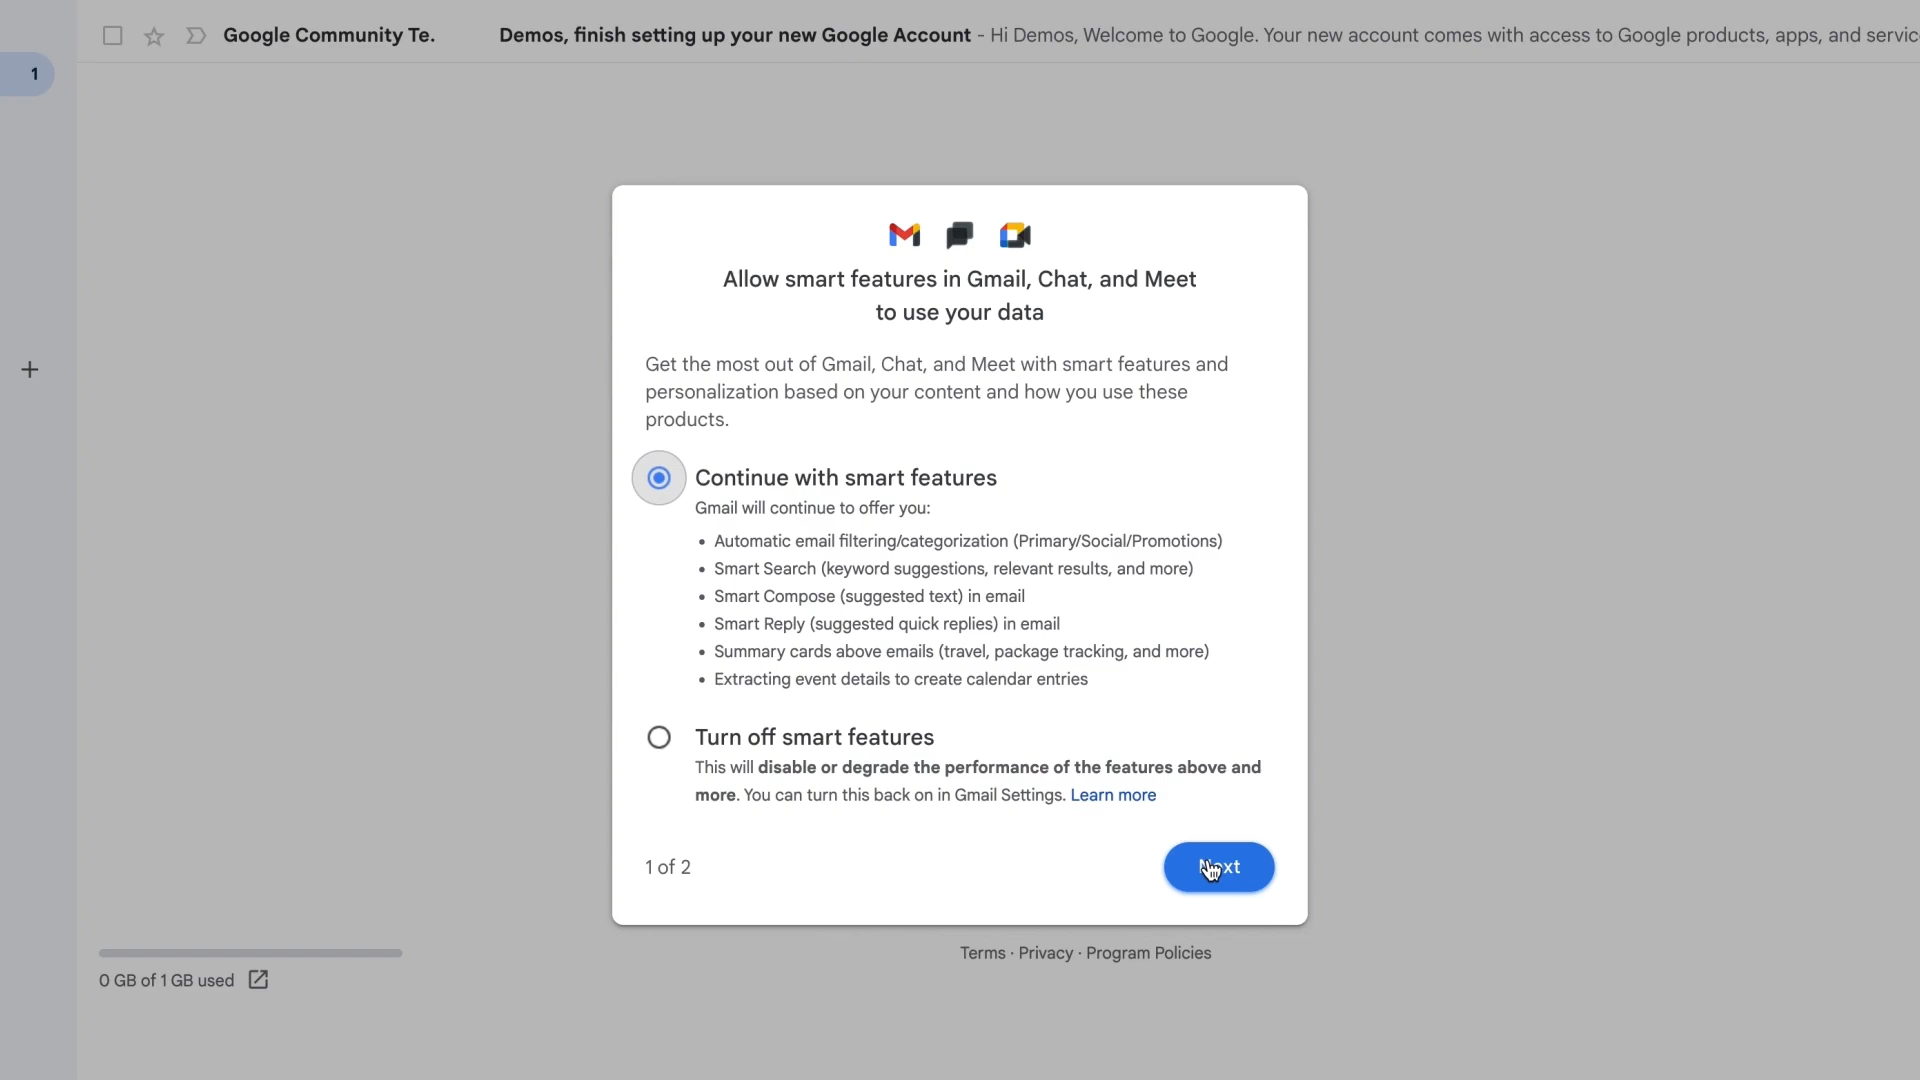 Google Community Te. Demos, finish setting up your new Google Account - Hi Demos, Welcome to Google. Your new account comes with access to Google products, apps, and
1
Allow smart features in Gmail, Chat, and Meet
to use your data
Get the most out of Gmail, Chat, and Meet with smart features and
personalization based on your content and how you use these
products.
Continue with smart features
Gmail will continue to offer you:
• Automatic email filtering/categorization (Primary/Social/Promotions)
• Smart Search (keyword suggestions, relevant results, and more)
• Smart Compose (suggested text) in email
• Smart Reply (suggested quick replies) in email
• Summary cards above emails (travel, package tracking, and more)
• Extracting event details to create calendar entries
Turn off smart features
This will disable or degrade the performance of the features above and
more. You can turn this back on in Gmail Settings. Learn more
1 of 2
Next
Terms · Privacy · Program Policies
0 GB of 1 GB used